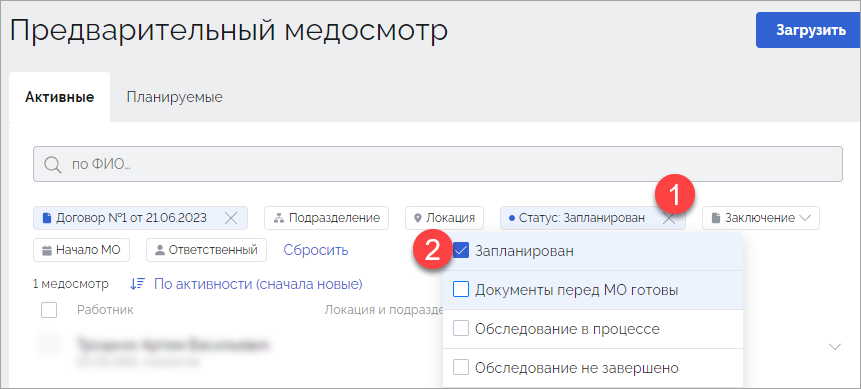 Предварительный медосмотр
Загрузить
Активные Планируемые
по ФИО...
Договор №1 от 21.06.2023 Подразделение Локация Статус: Запланирован 1 Заключение
Начало МО Ответственный Сбросить
2 Запланирован
1 медосмотр По активности (сначала новые)
Документы перед МО готовы
Работник Локация и подразде
Обследование в процессе
Обследование не завершено